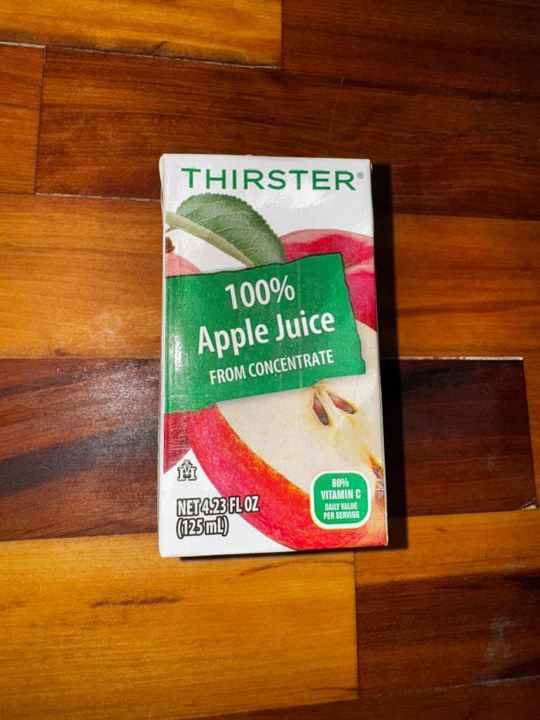 THIRSTER®
100%
Apple Juice
FROM CONCENTRATE
NET 4.23 FL OZ
(125 mL)
80%
VITAMIN C
DAILY VALUE
PER SERVING